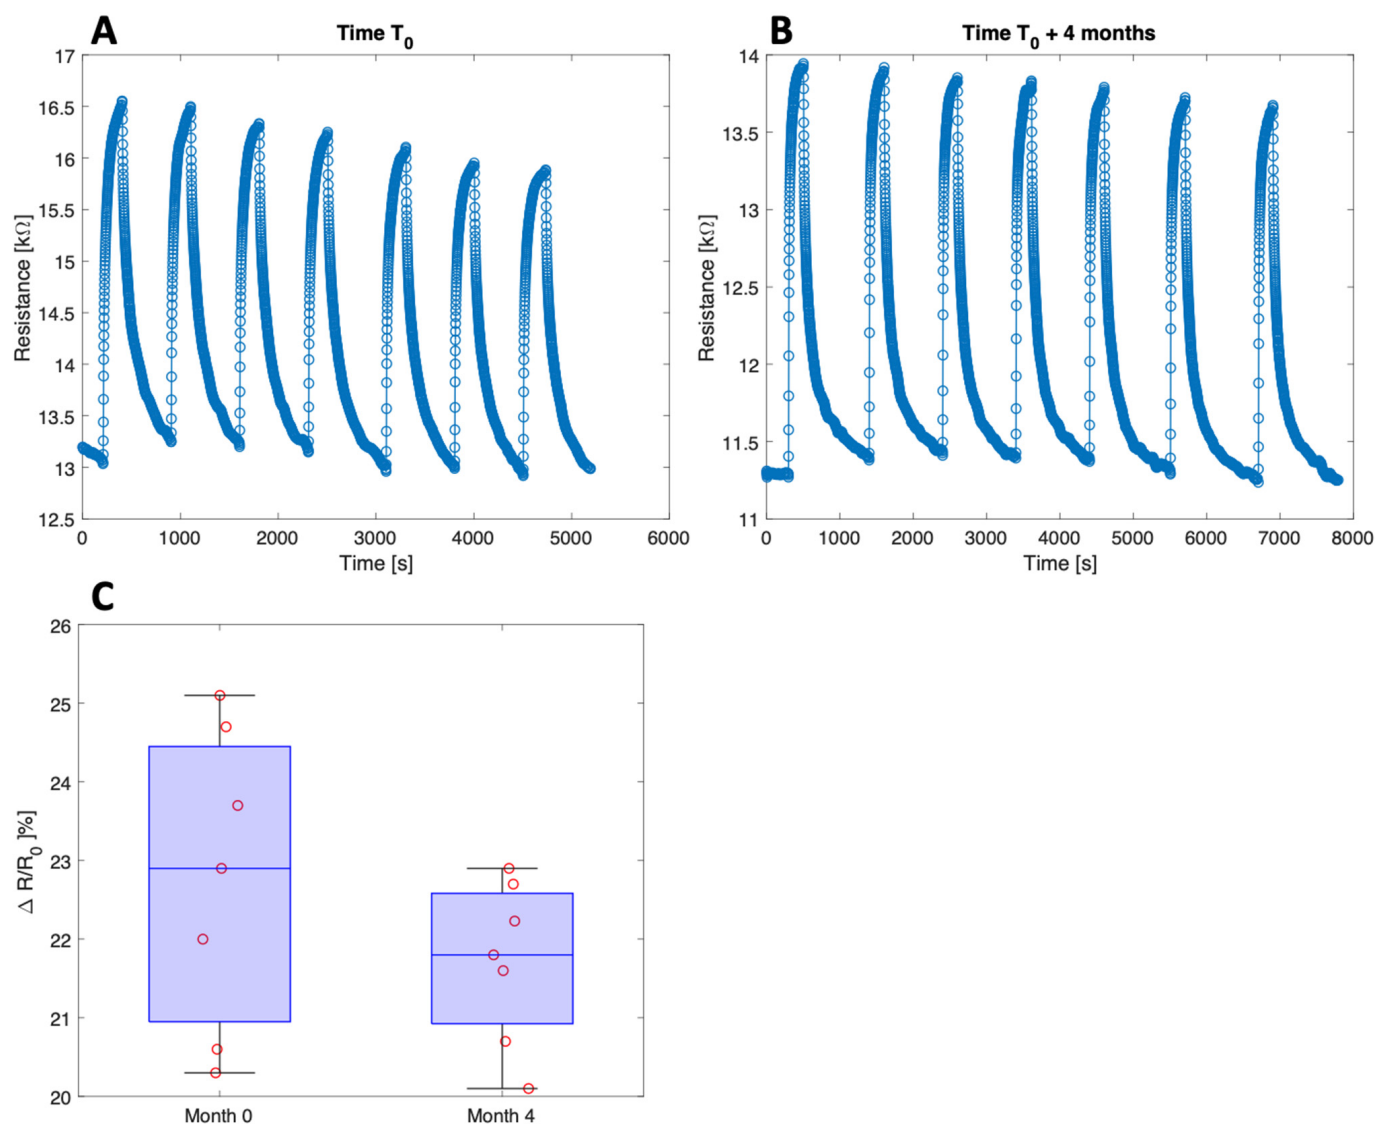 A
Time T0
17
16.5
16
15.5
15
14.5
14
13.5
13
12.5
Resistance [kΩ]
0 1000 2000 3000 4000 5000 6000
Time [s]
B
Time T0 + 4 months
14
13.5
13
12.5
12
11.5
11
Resistance [kΩ]
0 1000 2000 3000 4000 5000 6000 7000 8000
Time [s]
C
26
25
24
23
22
21
20
Δ R/R0 ]%]
Month 0 Month 4